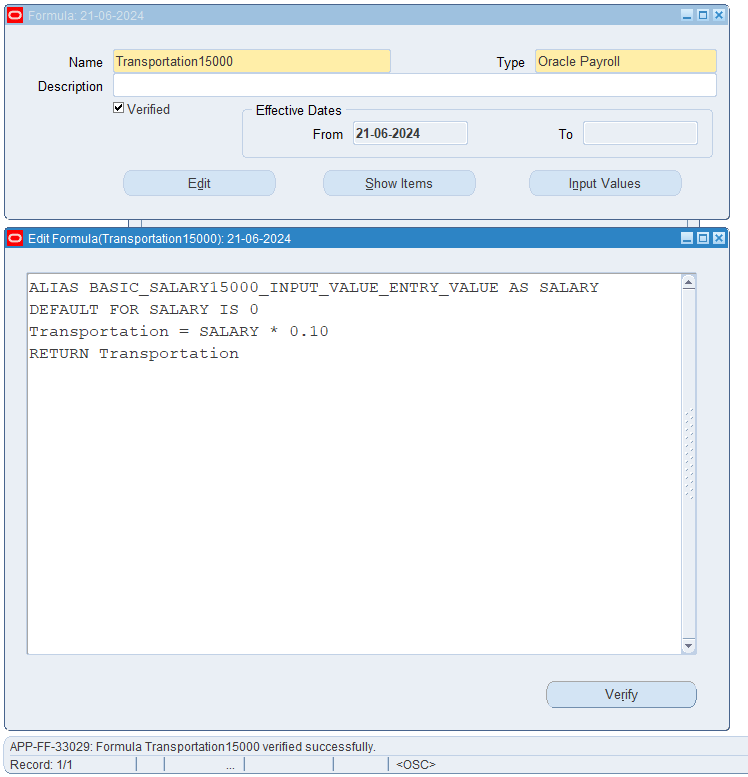 Formula: 21-06-2024
Name Transportation15000 Type Oracle Payroll
Description
Verified
Effective Dates
From 21-06-2024 To
Edit Show Items Input Values
Edit Formula(Transportation15000): 21-06-2024
ALIAS BASIC_SALARY15000_INPUT_VALUE_ENTRY_VALUE AS SALARY
DEFAULT FOR SALARY IS 0
Transportation = SALARY * 0.10
RETURN Transportation
Verify
APP-FF-33029: Formula Transportation15000 verified successfully.
Record: 1/1 ... <OSC>